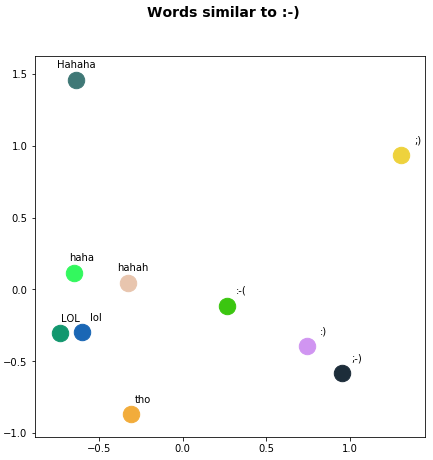 Words similar to :-)
Hahaha
;)
haha
hahah
:-(
LOL
lol
:)
;-)
tho
1.5
1.0
0.5
0.0
−0.5
−1.0
−0.5
0.0
0.5
1.0